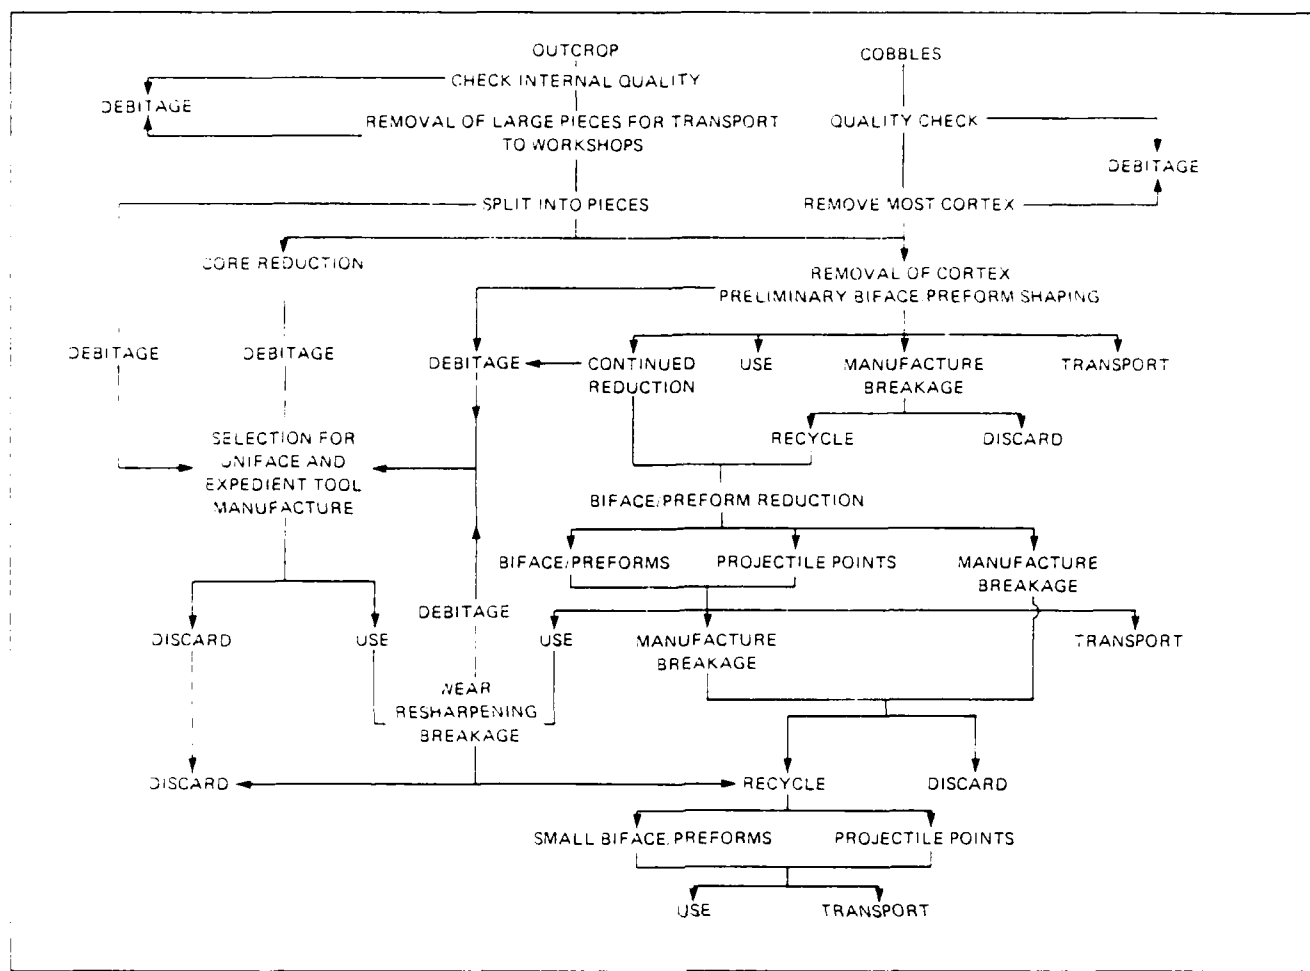 OUTCROP
COBBLES
CHECK INTERNAL QUALITY
DEBITAGE
REMOVAL OF LARGE PIECES FOR TRANSPORT
TO WORKSHOPS
QUALITY CHECK
DEBITAGE
SPLIT INTO PIECES
REMOVE MOST CORTEX
CORE REDUCTION
REMOVAL OF CORTEX
PRELIMINARY BIFACE/PREFORM SHAPING
DEBITAGE
DEBITAGE
DEBITAGE
CONTINUED
REDUCTION
USE
MANUFACTURE
BREAKAGE
TRANSPORT
RECYCLE
DISCARD
SELECTION FOR
UNIFACE AND
EXPEDIENT TOOL
MANUFACTURE
BIFACE/PREFORM REDUCTION
BIFACE/PREFORMS
PROJECTILE POINTS
MANUFACTURE
BREAKAGE
DEBITAGE
DISCARD
USE
USE
MANUFACTURE
BREAKAGE
TRANSPORT
WEAR
RESHARPENING
BREAKAGE
DISCARD
RECYCLE
DISCARD
SMALL BIFACE/PREFORMS
PROJECTILE POINTS
USE
TRANSPORT